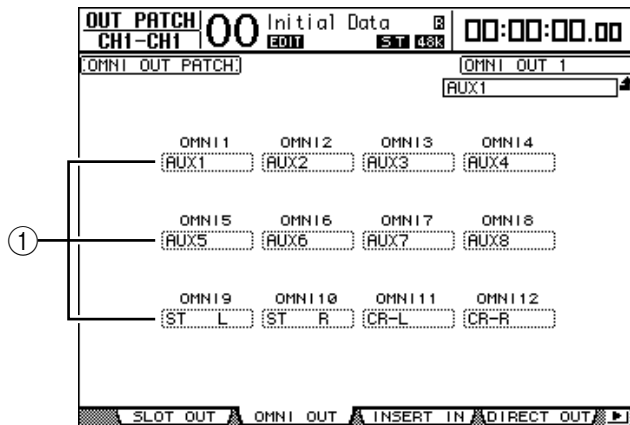 OUT PATCH
CH1-CH1
00
Initial Data
EDIT
R
ST 48K
00:00:00.00
OMNI OUT PATCH
OMNI OUT 1
AUX1
OMNI1 OMNI2 OMNI3 OMNI4
AUX1 AUX2 AUX3 AUX4
1
OMNI5 OMNI6 OMNI7 OMNI8
AUX5 AUX6 AUX7 AUX8
OMNI9 OMNI10 OMNI11 OMNI12
ST L ST R CR-L CR-R
SLOT OUT OMNI OUT INSERT IN DIRECT OUT